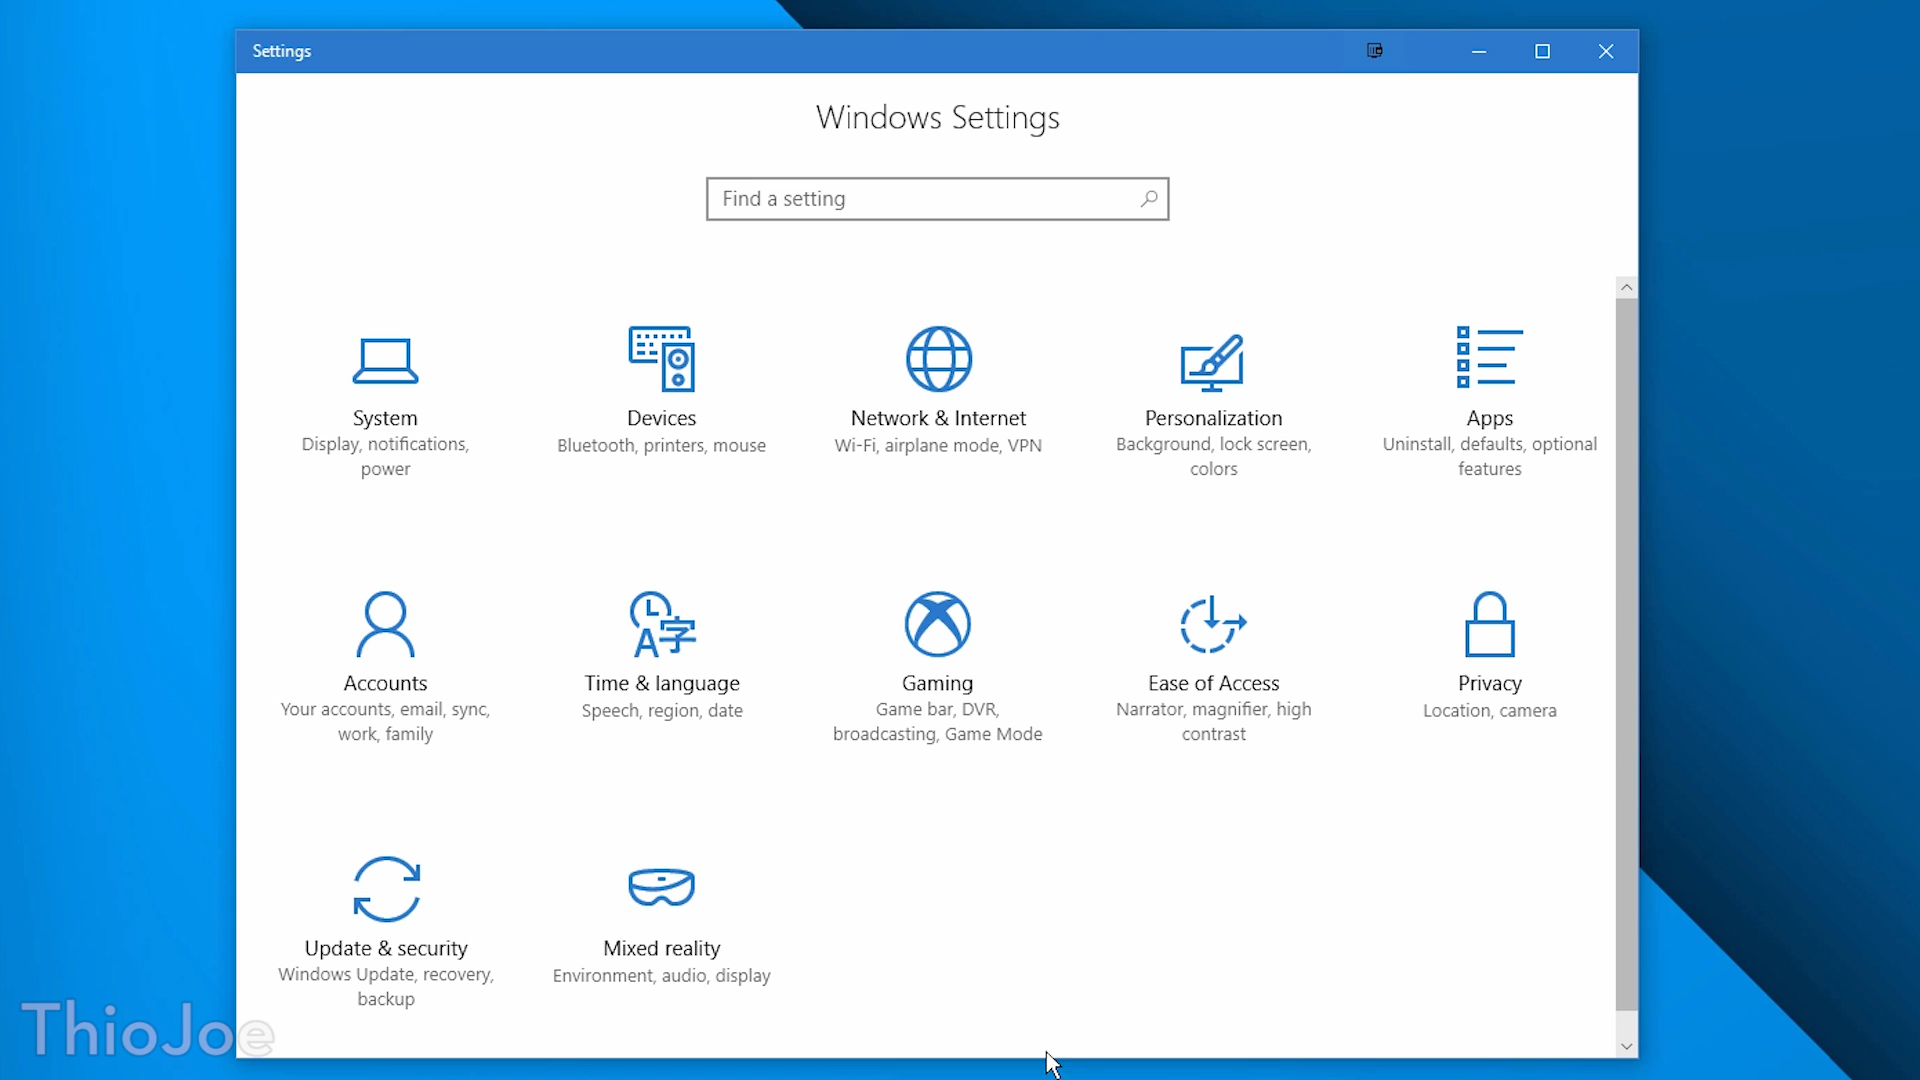 Settings
Windows Settings
Find a setting
System
Display, notifications,
power
Devices
Bluetooth, printers, mouse
Network & Internet
Wi-Fi, airplane mode, VPN
Personalization
Background, lock screen,
colors
Apps
Uninstall, defaults, optional
features
Accounts
Your accounts, email, sync,
work, family
Time & language
Speech, region, date
Gaming
Game bar, DVR,
broadcasting, Game Mode
Ease of Access
Narrator, magnifier, high
contrast
Privacy
Location, camera
Update & security
Windows Update, recovery,
backup
Mixed reality
Environment, audio, display
ThioJoe